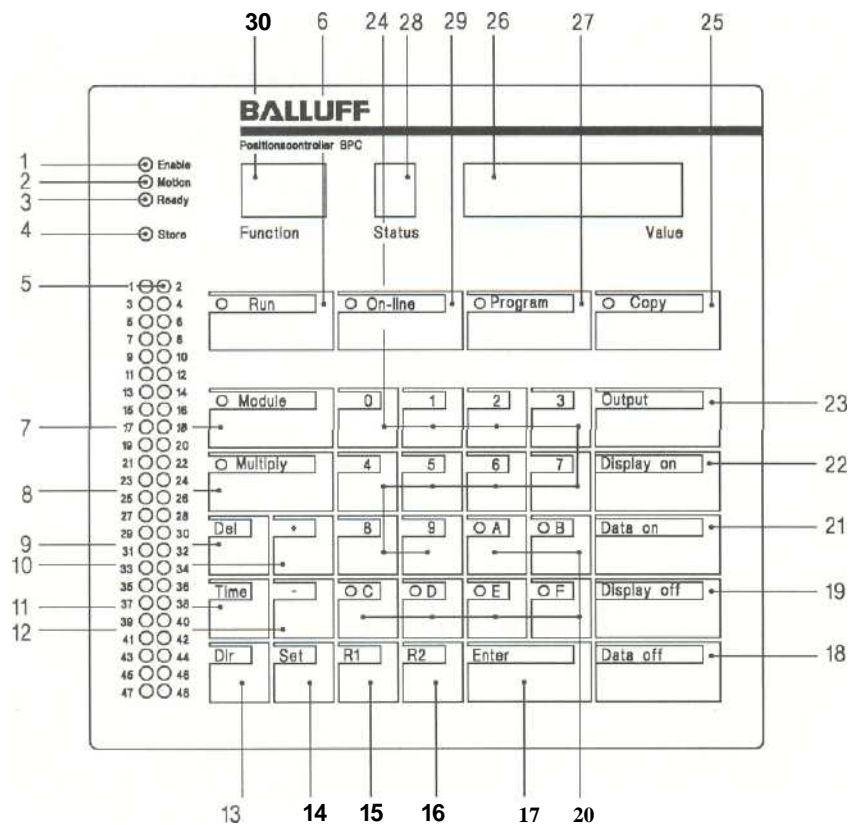 30 6 24 28 29 26 27 25
BALLUFF
Positionscontroller BPC
1 Enable
2 Motion
3 Ready
4 Store
Function Status Value
5
1 2
3 4
5 6
7 8
9 10
11 12
13 14
15 16
17 18
19 20
21 22
23 24
25 26
27 28
29 30
31 32
33 34
35 36
37 38
39 40
41 42
43 44
45 46
47 48
Run On-line Program Copy
7 Module 0 1 2 3 Output 23
8 Multiply 4 5 6 7 Display on 22
9 Del + 8 9 A B Data on 21
10
11 Time - C D E F Display off 19
12
Dir Set R1 R2 Enter Data off 18
13 14 15 16 17 20